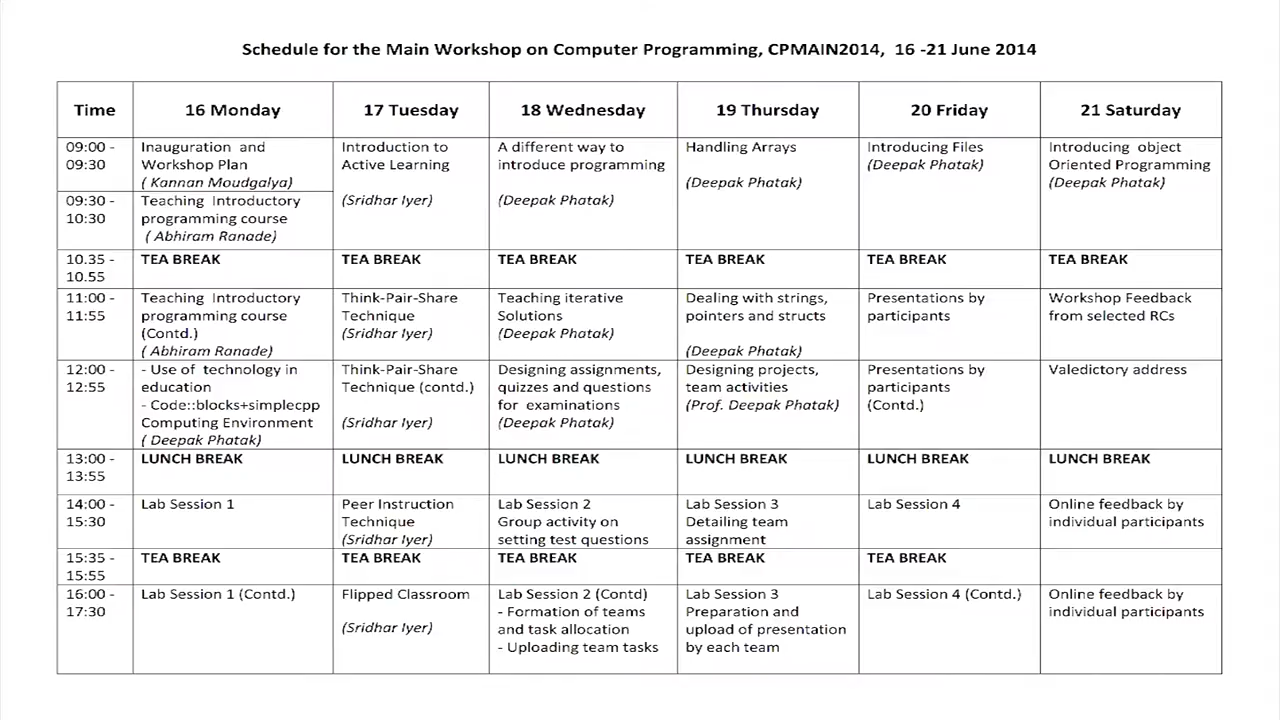 Schedule for the Main Workshop on Computer Programming, CPMAIN2014, 16 -21 June 2014
Time
16 Monday
17 Tuesday
18 Wednesday
19 Thursday
20 Friday
21 Saturday
09:00 -
09:30
Inauguration and
Workshop Plan
( Kannan Moudgalya)
Introduction to
Active Learning
(Sridhar Iyer)
A different way to
introduce programming
(Deepak Phatak)
Handling Arrays
(Deepak Phatak)
Introducing Files
(Deepak Phatak)
Introducing object
Oriented Programming
(Deepak Phatak)
09:30 -
10:30
Teaching Introductory
programming course
( Abhiram Ranade)
10.35 -
10.55
TEA BREAK
TEA BREAK
TEA BREAK
TEA BREAK
TEA BREAK
TEA BREAK
11:00 -
11:55
Teaching Introductory
programming course
(Contd.)
( Abhiram Ranade)
Think-Pair-Share
Technique
(Sridhar Iyer)
Teaching iterative
Solutions
(Deepak Phatak)
Dealing with strings,
pointers and structs
(Deepak Phatak)
Presentations by
participants
Workshop Feedback
from selected RCs
12:00 -
12:55
- Use of technology in
education
- Code::blocks+simplecpp
Computing Environment
( Deepak Phatak)
Think-Pair-Share
Technique (contd.)
(Sridhar Iyer)
Designing assignments,
quizzes and questions
for examinations
(Deepak Phatak)
Designing projects,
team activities
(Prof. Deepak Phatak)
Presentations by
participants
(Contd.)
Valedictory address
13:00 -
13:55
LUNCH BREAK
LUNCH BREAK
LUNCH BREAK
LUNCH BREAK
LUNCH BREAK
LUNCH BREAK
14:00 -
15:30
Lab Session 1
Peer Instruction
Technique
(Sridhar Iyer)
Lab Session 2
Group activity on
setting test questions
Lab Session 3
Detailing team
assignment
Lab Session 4
Online feedback by
individual participants
15:35 -
15:55
TEA BREAK
TEA BREAK
TEA BREAK
TEA BREAK
TEA BREAK
16:00 -
17:30
Lab Session 1 (Contd.)
Flipped Classroom
(Sridhar Iyer)
Lab Session 2 (Contd)
- Formation of teams
and task allocation
- Uploading team tasks
Lab Session 3
Preparation and
upload of presentation
by each team
Lab Session 4 (Contd.)
Online feedback by
individual participants